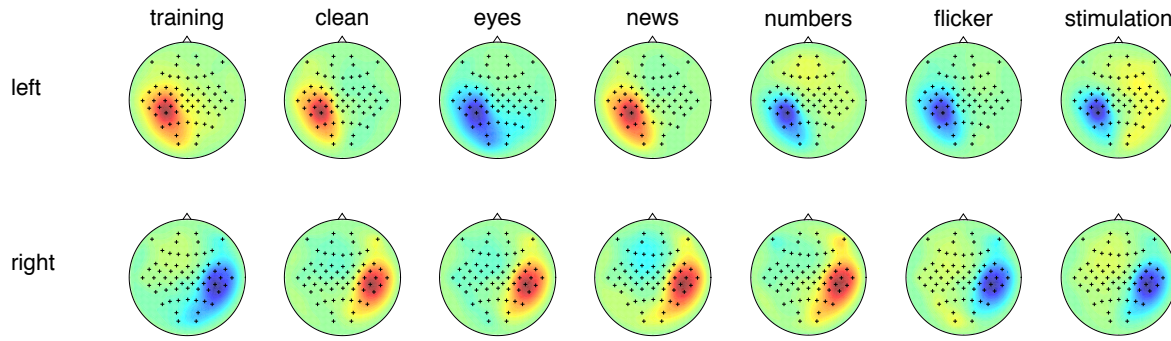 training clean eyes news numbers flicker stimulation
left
right